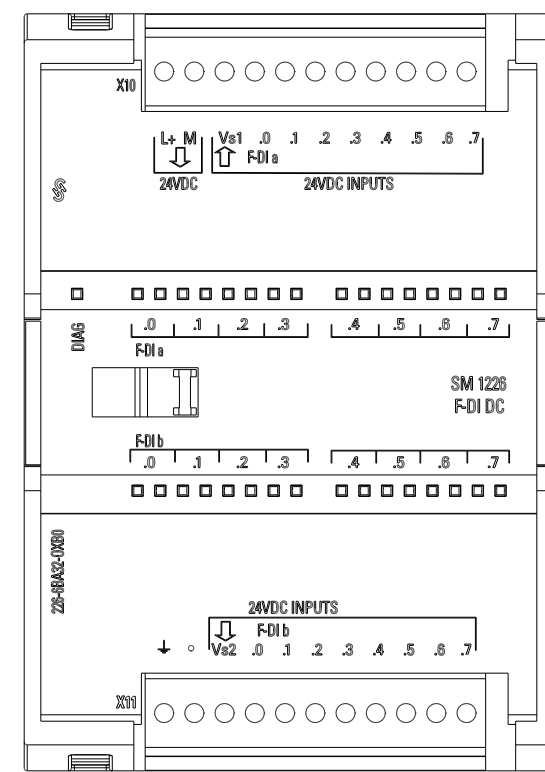 X10
L+ M Vs1 .0 .1 .2 .3 .4 .5 .6 .7
F-DI a
24VDC 24VDC INPUTS
DIAG
.0 .1 .2 .3 .4 .5 .6 .7
F-DI a
SM 1226
F-DI DC
F-DI b
.0 .1 .2 .3 .4 .5 .6 .7
226-6BA32-0XB0
24VDC INPUTS
F-DI b
Vs2 .0 .1 .2 .3 .4 .5 .6 .7
X11